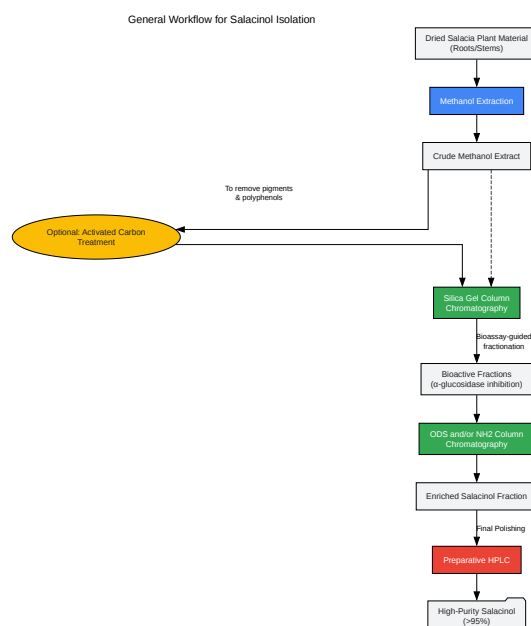 General Workflow for Salacinol Isolation
Dried Salacia Plant Material
(Roots/Stems)
Methanol Extraction
Crude Methanol Extract
To remove pigments
& polyphenols
Optional: Activated Carbon
Treatment
Silica Gel Column
Chromatography
Bioassay-guided
fractionation
Bioactive Fractions
(α-glucosidase inhibition)
ODS and/or NH2 Column
Chromatography
Enriched Salacinol Fraction
Final Polishing
Preparative HPLC
High-Purity Salacinol
(>95%)